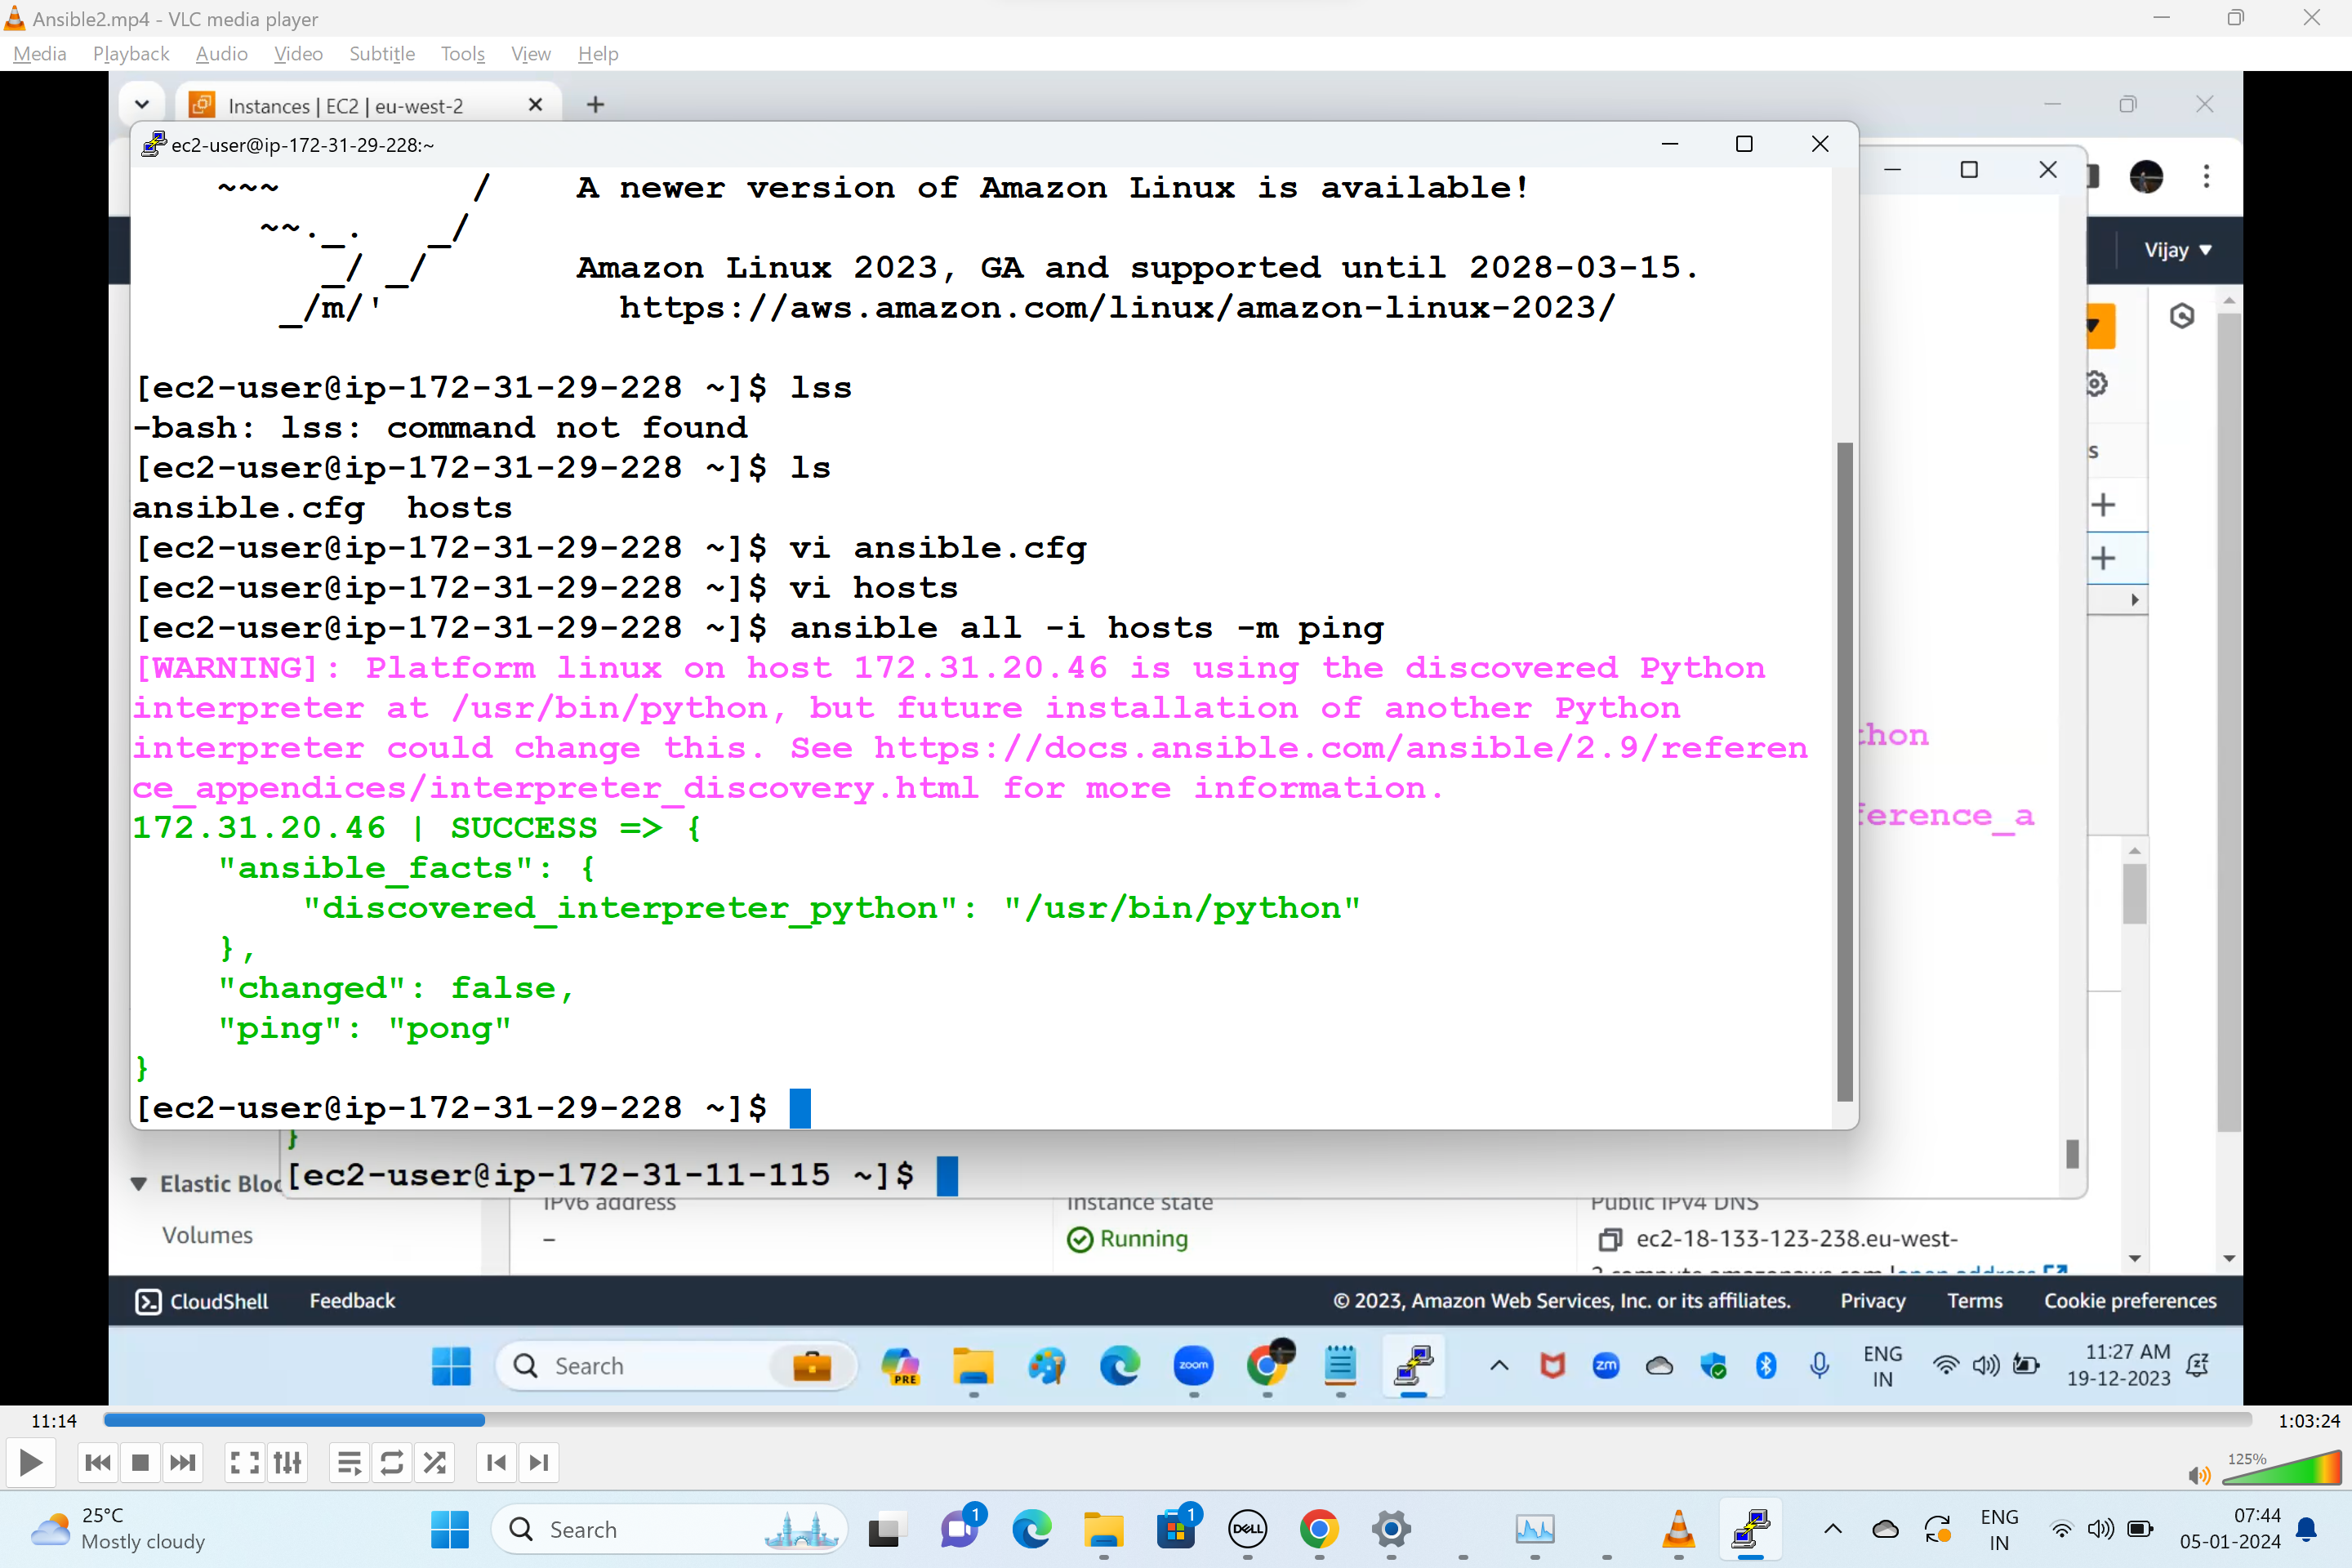 Ansible2.mp4 - VLC media player
Media Playback Audio Video Subtitle Tools View Help
Instances | EC2 | eu-west-2
ec2-user@ip-172-31-29-228:~
~~~ / A newer version of Amazon Linux is available!
~~._. _/
_/ _/ Amazon Linux 2023, GA and supported until 2028-03-15.
_/m/' https://aws.amazon.com/linux/amazon-linux-2023/
Vijay
[ec2-user@ip-172-31-29-228 ~]$ lss
-bash: lss: command not found
[ec2-user@ip-172-31-29-228 ~]$ ls
s
ansible.cfg hosts
[ec2-user@ip-172-31-29-228 ~]$ vi ansible.cfg
[ec2-user@ip-172-31-29-228 ~]$ vi hosts
[ec2-user@ip-172-31-29-228 ~]$ ansible all -i hosts -m ping
[WARNING]: Platform linux on host 172.31.20.46 is using the discovered Python
interpreter at /usr/bin/python, but future installation of another Python
thon
interpreter could change this. See https://docs.ansible.com/ansible/2.9/referen
ce_appendices/interpreter_discovery.html for more information.
ference_a
172.31.20.46 | SUCCESS => {
"ansible_facts": {
"discovered_interpreter_python": "/usr/bin/python"
},
"changed": false,
"ping": "pong"
}
[ec2-user@ip-172-31-29-228 ~]$
}
[ec2-user@ip-172-31-11-115 ~]$
Elastic Bloc
IPv6 address Instance state Public IPv4 DNS
Volumes
– Running ec2-18-133-123-238.eu-west-
2.compute.amazonaws.com |open address
CloudShell Feedback © 2023, Amazon Web Services, Inc. or its affiliates. Privacy Terms Cookie preferences
Search PRE zoom zm ENG IN 11:27 AM
19-12-2023
11:14 1:03:24
125%
25°C
Mostly cloudy
Search 1 1 DELL ENG IN 07:44
05-01-2024